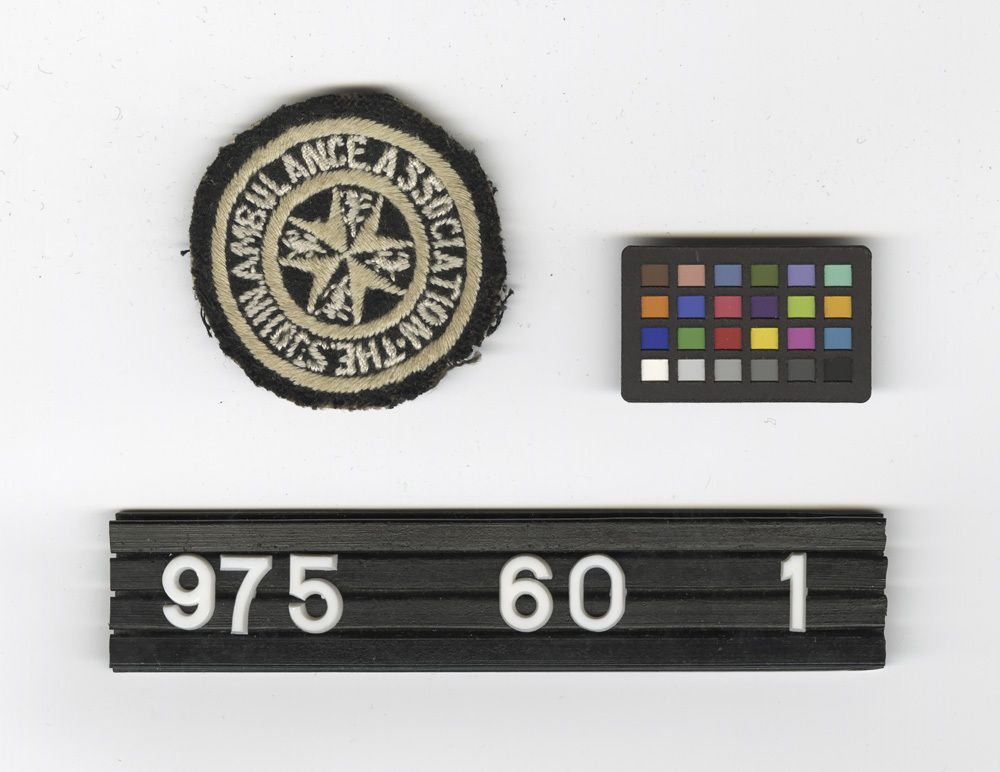 THE ST JOHN AMBULANCE ASSOCIATION.
975 60 1